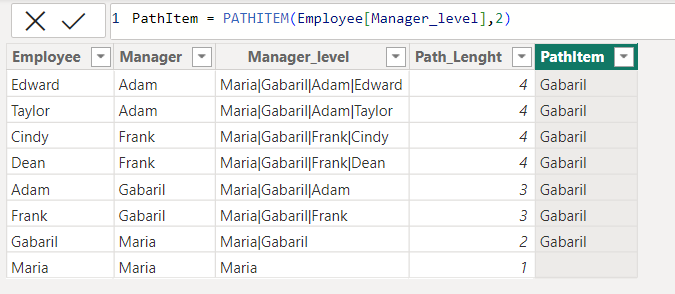 1 PathItem = PATHITEM(Employee[Manager_level],2)
Employee Manager Manager_level Path_Lenght PathItem
Edward Adam Maria|Gabaril|Adam|Edward 4 Gabaril
Taylor Adam Maria|Gabaril|Adam|Taylor 4 Gabaril
Cindy Frank Maria|Gabaril|Frank|Cindy 4 Gabaril
Dean Frank Maria|Gabaril|Frank|Dean 4 Gabaril
Adam Gabaril Maria|Gabaril|Adam 3 Gabaril
Frank Gabaril Maria|Gabaril|Frank 3 Gabaril
Gabaril Maria Maria|Gabaril 2 Gabaril
Maria Maria Maria 1